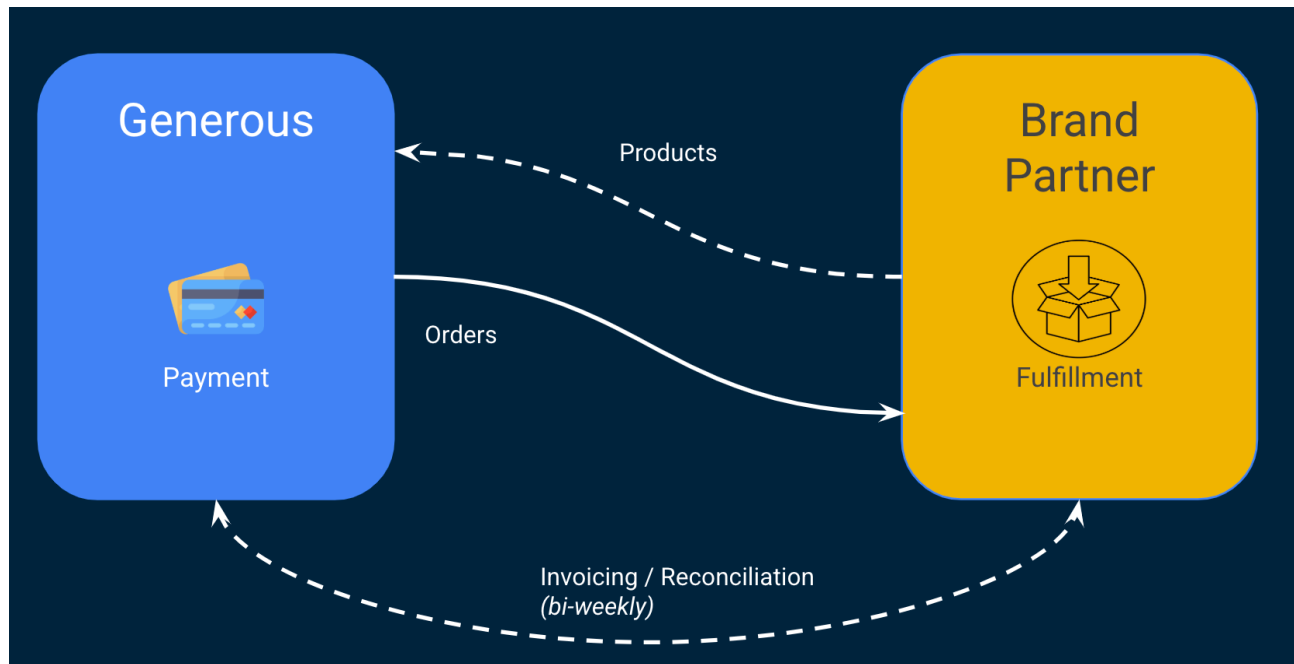 Generous
Brand
Partner
Products
Orders
Payment
Fulfillment
Invoicing / Reconciliation
(bi-weekly)